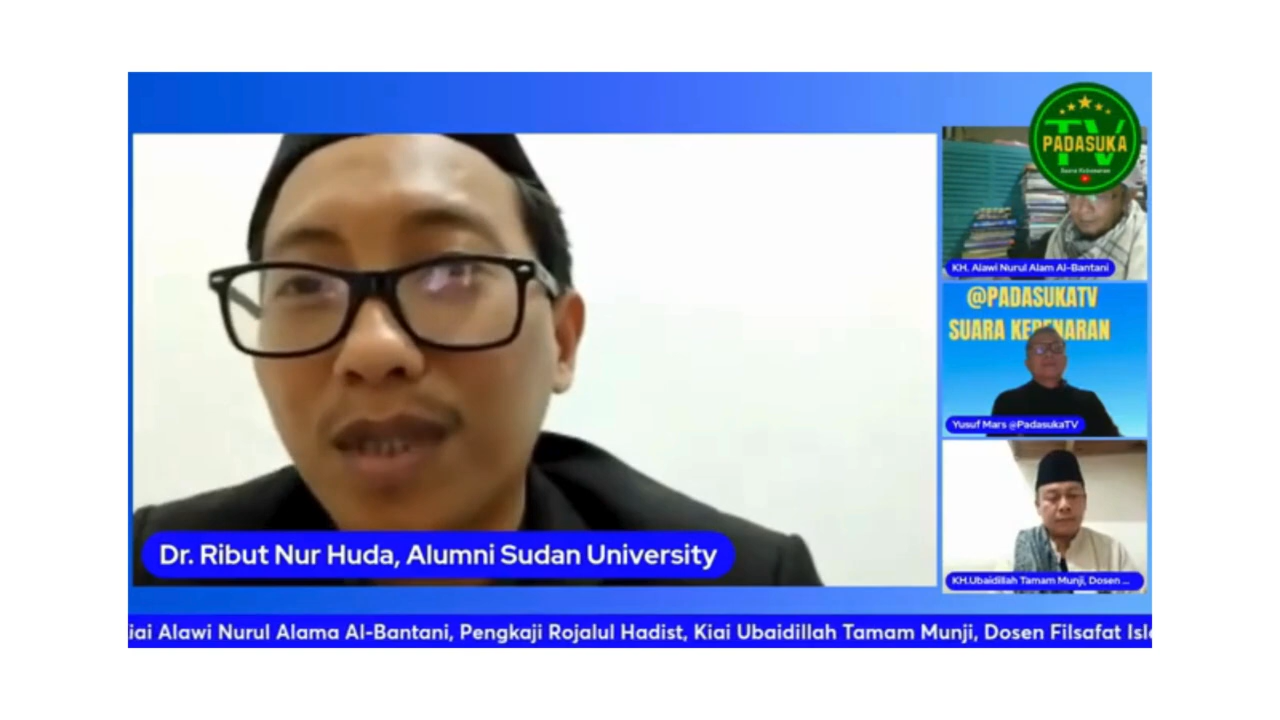 TV
PADASUKA
Suara Kebenaran
KH. Alawi Nurul Alam Al-Bantani
@PADASUKATV
SUARA KEBENARAN
Yusuf Mars @PadasukaTV
Dr. Ribut Nur Huda, Alumni Sudan University
KH.Ubaidillah Tamam Munji, Dosen ...
iai Alawi Nurul Alama Al-Bantani, Pengkaji Rojalul Hadist, Kiai Ubaidillah Tamam Munji, Dosen Filsafat Isl